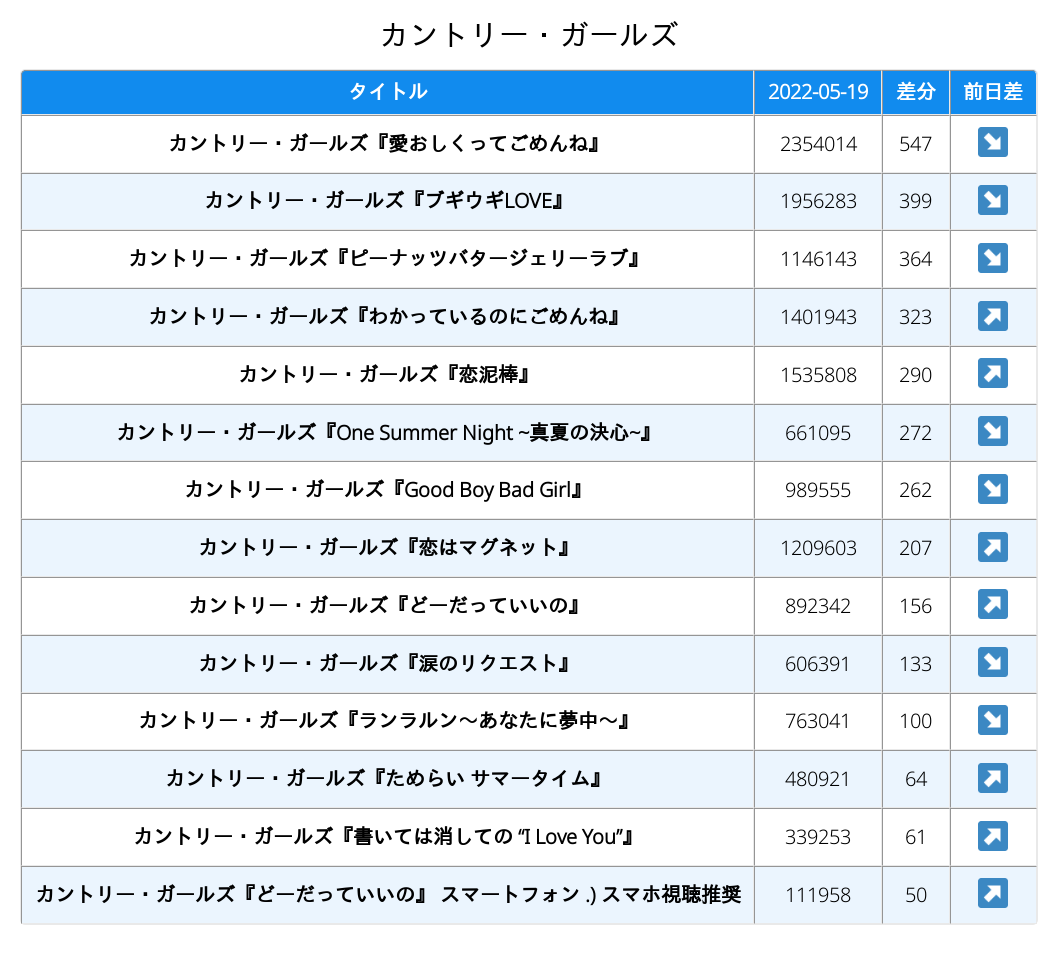 カントリー・ガールズ
タイトル 2022-05-19 差分 前日差
カントリー・ガールズ『愛おしくってごめんね』 2354014 547
カントリー・ガールズ『ブギウギLOVE』 1956283 399
カントリー・ガールズ『ピーナッツバタージェリーラブ』 1146143 364
カントリー・ガールズ『わかっているのにごめんね』 1401943 323
カントリー・ガールズ『恋泥棒』 1535808 290
カントリー・ガールズ『One Summer Night ~真夏の決心~』 661095 272
カントリー・ガールズ『Good Boy Bad Girl』 989555 262
カントリー・ガールズ『恋はマグネット』 1209603 207
カントリー・ガールズ『どーだっていいの』 892342 156
カントリー・ガールズ『涙のリクエスト』 606391 133
カントリー・ガールズ『ランラルン～あなたに夢中～』 763041 100
カントリー・ガールズ『ためらい サマータイム』 480921 64
カントリー・ガールズ『書いては消しての “I Love You”』 339253 61
カントリー・ガールズ『どーだっていいの』 スマートフォン .) スマホ視聴推奨 111958 50